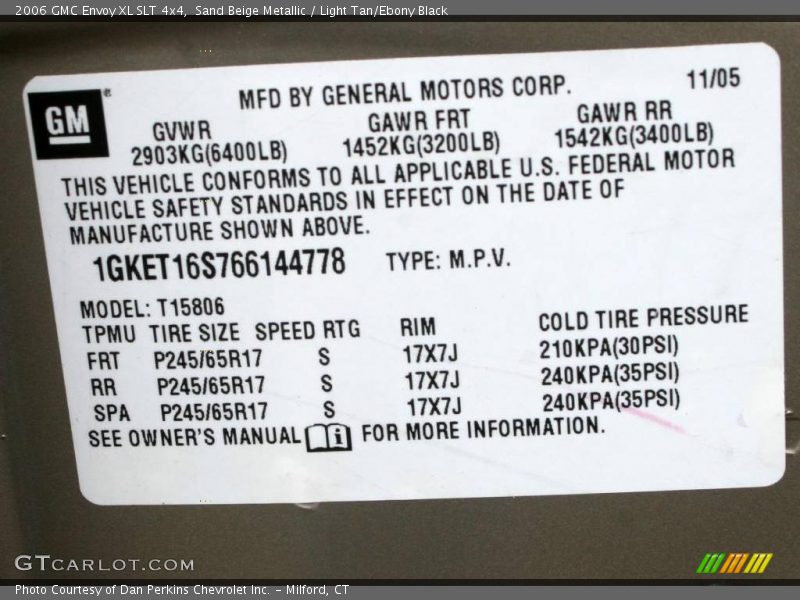 2006 GMC Envoy XL SLT 4x4, Sand Beige Metallic / Light Tan/Ebony Black
GM®
MFD BY GENERAL MOTORS CORP. 11/05
GVWR GAWR FRT GAWR RR
2903KG(6400LB) 1452KG(3200LB) 1542KG(3400LB)
THIS VEHICLE CONFORMS TO ALL APPLICABLE U.S. FEDERAL MOTOR
VEHICLE SAFETY STANDARDS IN EFFECT ON THE DATE OF
MANUFACTURE SHOWN ABOVE.
1GKET16S766144778 TYPE: M.P.V.
MODEL: T15806
TPMU TIRE SIZE SPEED RTG RIM COLD TIRE PRESSURE
FRT P245/65R17 S 17X7J 210KPA(30PSI)
RR P245/65R17 S 17X7J 240KPA(35PSI)
SPA P245/65R17 S 17X7J 240KPA(35PSI)
SEE OWNER'S MANUAL i FOR MORE INFORMATION.
GTCARLOT.COM
Photo Courtesy of Dan Perkins Chevrolet Inc. - Milford, CT